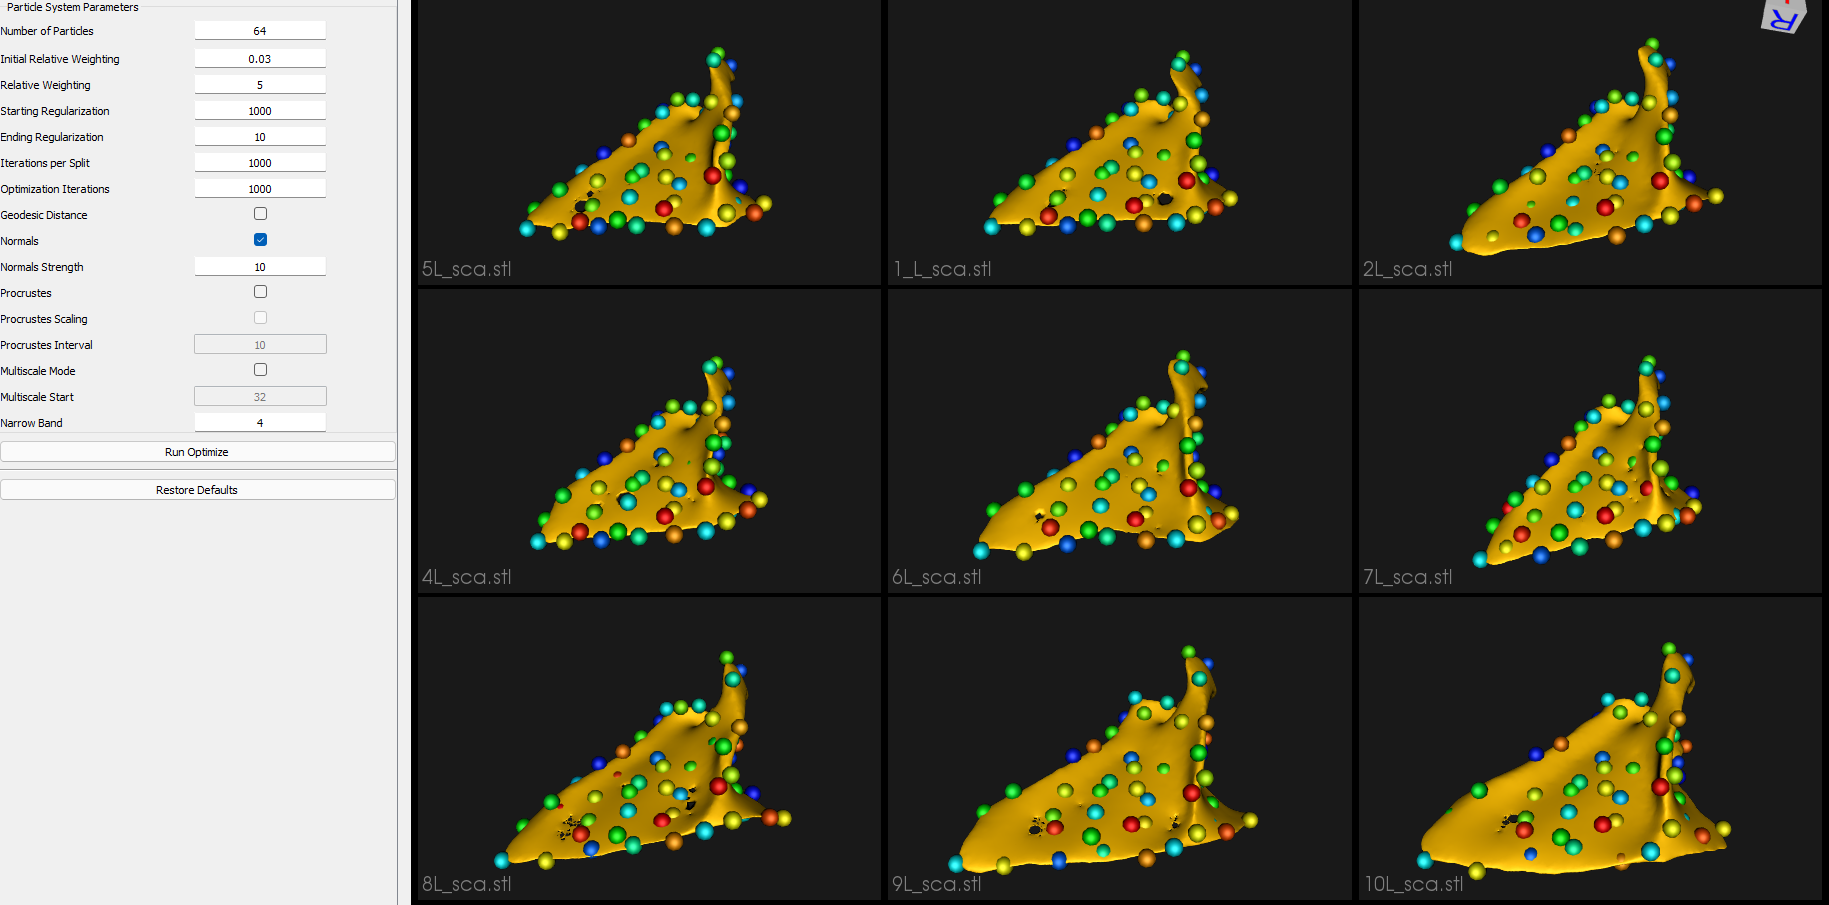 Particle System Parameters
Number of Particles 64
Initial Relative Weighting 0.03
Relative Weighting 5
Starting Regularization 1000
Ending Regularization 10
Iterations per Split 1000
Optimization Iterations 1000
Geodesic Distance
Normals
Normals Strength 10
Procrustes
Procrustes Scaling
Procrustes Interval 10
Multiscale Mode
Multiscale Start 32
Narrow Band 4
Run Optimize
Restore Defaults
R
5L_sca.stl
1_L_sca.stl
2L_sca.stl
4L_sca.stl
6L_sca.stl
7L_sca.stl
8L_sca.stl
9L_sca.stl
10L_sca.stl